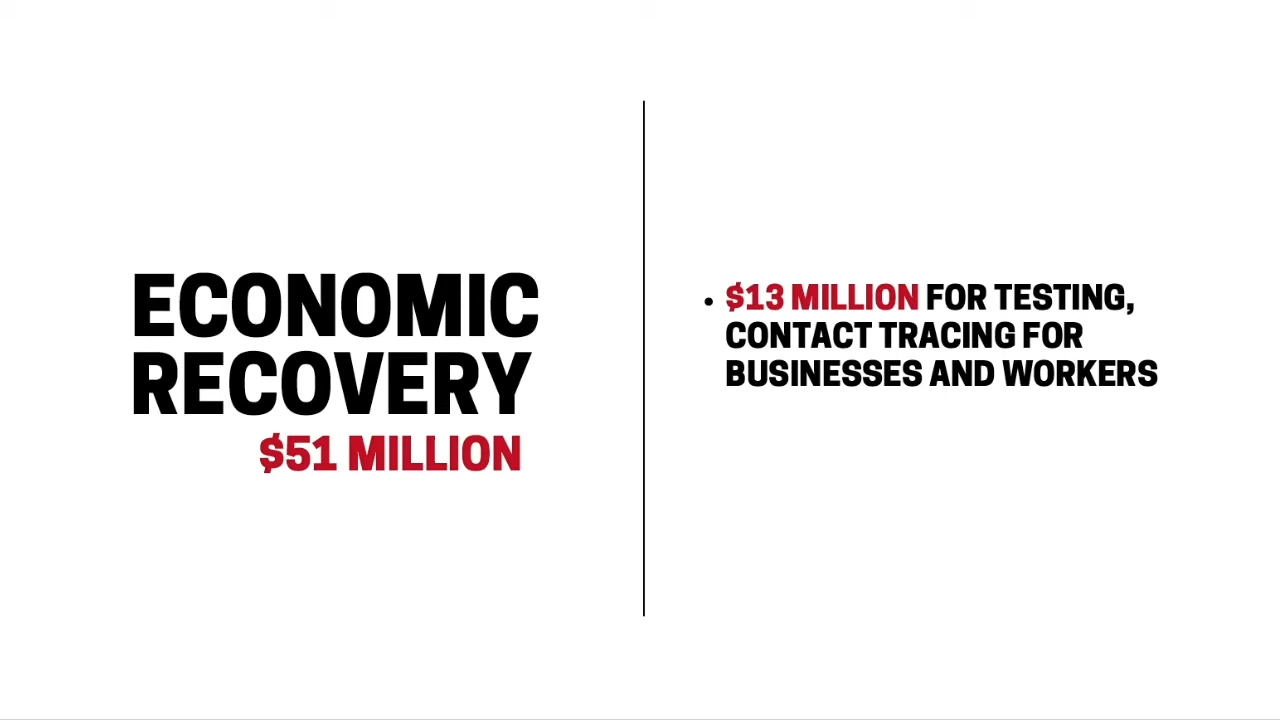 ECONOMIC
RECOVERY
$51 MILLION
• $13 MILLION FOR TESTING,
CONTACT TRACING FOR
BUSINESSES AND WORKERS